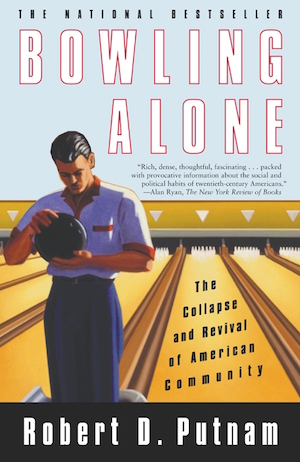 THE NATIONAL BESTSELLER
BOWLING
ALONE
"Rich, dense, thoughtful, fascinating . . . packed
with provocative information about the social and
political habits of twentieth-century Americans."
—Alan Ryan, The New York Review of Books
The
Collapse
and Revival
of American
Community
Robert D. Putnam